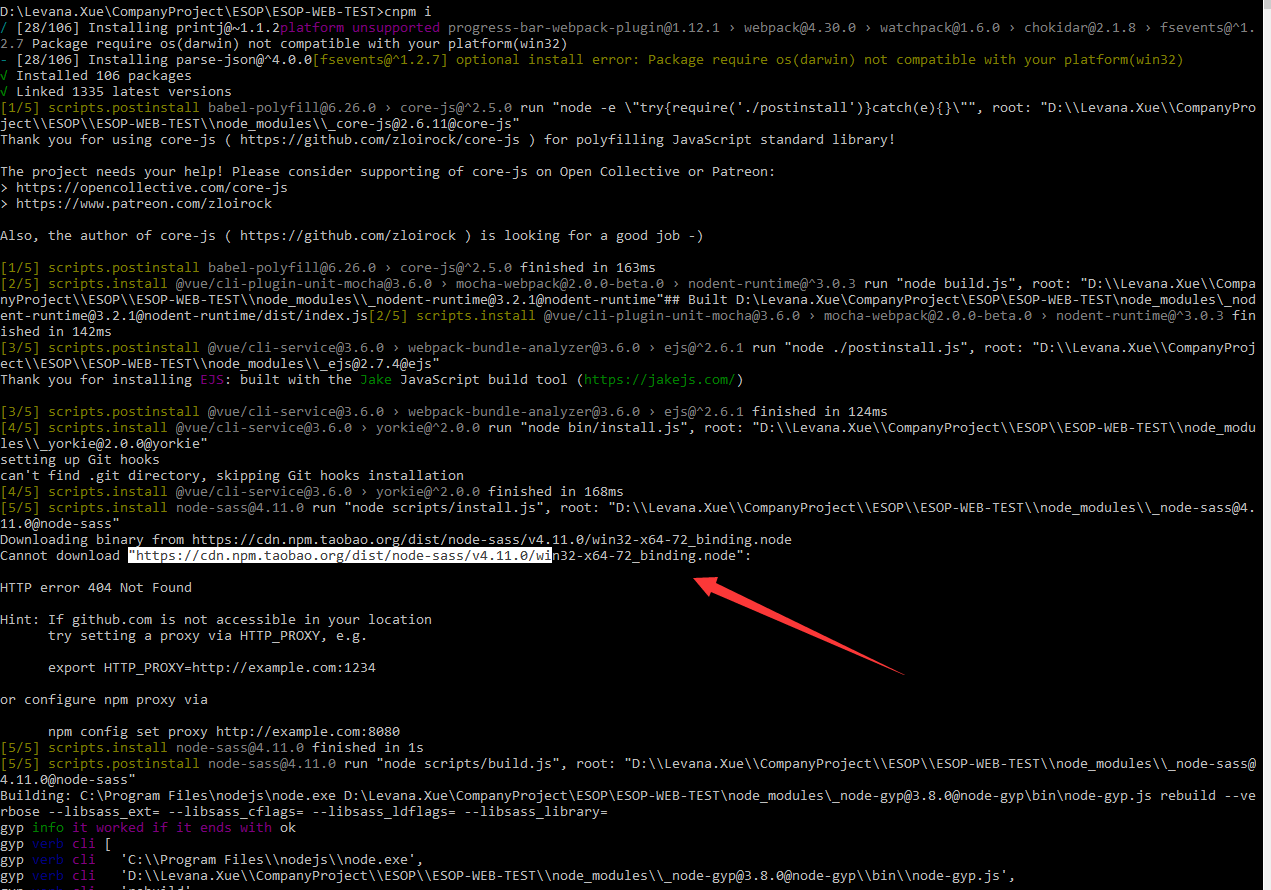 D:\Levana.Xue\CompanyProject\ESOP\ESOP-WEB-TEST>cnpm i
/ [28/106] Installing printj@~1.1.2platform unsupported progress-bar-webpack-plugin@1.12.1 › webpack@4.30.0 › watchpack@1.6.0 › chokidar@2.1.8 › fsevents@^1.
2.7 Package require os(darwin) not compatible with your platform(win32)
- [28/106] Installing parse-json@^4.0.0[fsevents@^1.2.7] optional install error: Package require os(darwin) not compatible with your platform(win32)
√ Installed 106 packages
√ Linked 1335 latest versions
[1/5] scripts.postinstall babel-polyfill@6.26.0 › core-js@^2.5.0 run "node -e \"try{require('./postinstall')}catch(e){}\"", root: "D:\\Levana.Xue\\CompanyPro
ject\\ESOP\\ESOP-WEB-TEST\\node_modules\\_core-js@2.6.11@core-js"
Thank you for using core-js ( https://github.com/zloirock/core-js ) for polyfilling JavaScript standard library!
The project needs your help! Please consider supporting of core-js on Open Collective or Patreon:
> https://opencollective.com/core-js
> https://www.patreon.com/zloirock
Also, the author of core-js ( https://github.com/zloirock ) is looking for a good job -)
[1/5] scripts.postinstall babel-polyfill@6.26.0 › core-js@^2.5.0 finished in 163ms
[2/5] scripts.install @vue/cli-plugin-unit-mocha@3.6.0 › mocha-webpack@2.0.0-beta.0 › nodent-runtime@^3.0.3 run "node build.js", root: "D:\\Levana.Xue\\Compa
nyProject\\ESOP\\ESOP-WEB-TEST\\node_modules\\_nodent-runtime@3.2.1@nodent-runtime"## Built D:\Levana.Xue\CompanyProject\ESOP\ESOP-WEB-TEST\node_modules\_nod
ent-runtime@3.2.1@nodent-runtime/dist/index.js[2/5] scripts.install @vue/cli-plugin-unit-mocha@3.6.0 › mocha-webpack@2.0.0-beta.0 › nodent-runtime@^3.0.3 fin
ished in 142ms
[3/5] scripts.postinstall @vue/cli-service@3.6.0 › webpack-bundle-analyzer@3.6.0 › ejs@^2.6.1 run "node ./postinstall.js", root: "D:\\Levana.Xue\\CompanyProj
ect\\ESOP\\ESOP-WEB-TEST\\node_modules\\_ejs@2.7.4@ejs"
Thank you for installing EJS: built with the Jake JavaScript build tool (https://jakejs.com/)
[3/5] scripts.postinstall @vue/cli-service@3.6.0 › webpack-bundle-analyzer@3.6.0 › ejs@^2.6.1 finished in 124ms
[4/5] scripts.install @vue/cli-service@3.6.0 › yorkie@^2.0.0 run "node bin/install.js", root: "D:\\Levana.Xue\\CompanyProject\\ESOP\\ESOP-WEB-TEST\\node_modu
les\\_yorkie@2.0.0@yorkie"
setting up Git hooks
can't find .git directory, skipping Git hooks installation
[4/5] scripts.install @vue/cli-service@3.6.0 › yorkie@^2.0.0 finished in 168ms
[5/5] scripts.install node-sass@4.11.0 run "node scripts/install.js", root: "D:\\Levana.Xue\\CompanyProject\\ESOP\\ESOP-WEB-TEST\\node_modules\\_node-sass@4.
11.0@node-sass"
Downloading binary from https://cdn.npm.taobao.org/dist/node-sass/v4.11.0/win32-x64-72_binding.node
Cannot download "https://cdn.npm.taobao.org/dist/node-sass/v4.11.0/win32-x64-72_binding.node":
HTTP error 404 Not Found
Hint: If github.com is not accessible in your location
try setting a proxy via HTTP_PROXY, e.g.
export HTTP_PROXY=http://example.com:1234
or configure npm proxy via
npm config set proxy http://example.com:8080
[5/5] scripts.install node-sass@4.11.0 finished in 1s
[5/5] scripts.postinstall node-sass@4.11.0 run "node scripts/build.js", root: "D:\\Levana.Xue\\CompanyProject\\ESOP\\ESOP-WEB-TEST\\node_modules\\_node-sass@
4.11.0@node-sass"
Building: C:\Program Files\nodejs\node.exe D:\Levana.Xue\CompanyProject\ESOP\ESOP-WEB-TEST\node_modules\_node-gyp@3.8.0@node-gyp\bin\node-gyp.js rebuild --ve
rbose --libsass_ext= --libsass_cflags= --libsass_ldflags= --libsass_library=
gyp info it worked if it ends with ok
gyp verb cli [
gyp verb cli   'C:\\Program Files\\nodejs\\node.exe',
gyp verb cli   'D:\\Levana.Xue\\CompanyProject\\ESOP\\ESOP-WEB-TEST\\node_modules\\_node-gyp@3.8.0@node-gyp\\bin\\node-gyp.js',